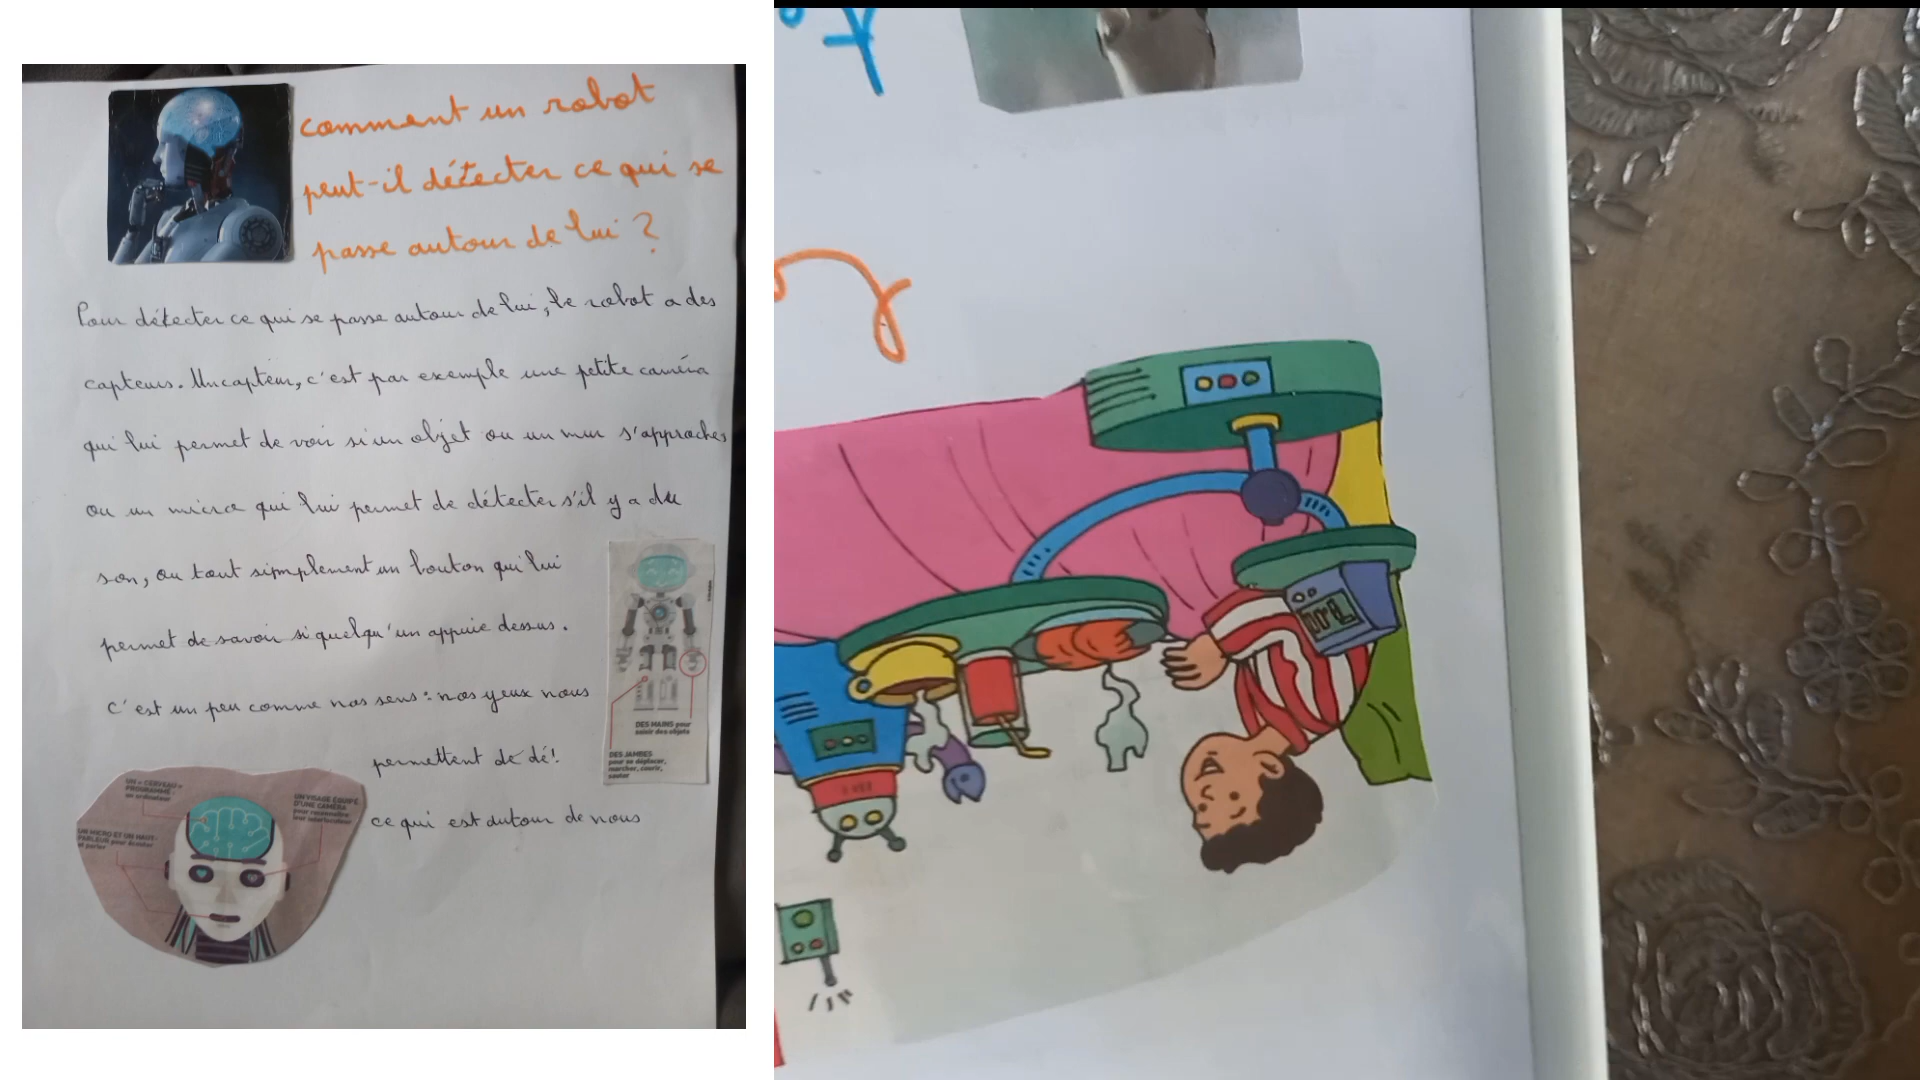 comment un robot
peut-il détecter ce qui se
passe autour de lui ?
Pour détecter ce qui se passe autour de lui, le robot a des
capteurs. Un capteur, c'est par exemple une petite caméra
qui lui permet de voir si un objet ou un mur s'approches
ou un micro qui lui permet de détecter s'il y a du
son, ou tout simplement un bouton qui lui
permet de savoir si quelqu'un appuie dessus.
c'est un peu comme nos sens : nos yeux nous
permettent de dé!
ce qui est autour de nous
DES MAINS pour
saisir des objets
DES JAMBES
pour se déplacer,
marcher, courir,
sauter
UN « CERVEAU »
PROGRAMMÉ :
un ordinateur
UN VISAGE ÉQUIPÉ
D'UNE CAMÉRA
pour reconnaître
leur interlocuteur
UN MICRO ET UN HAUT-
PARLEUR pour écouter
et parler